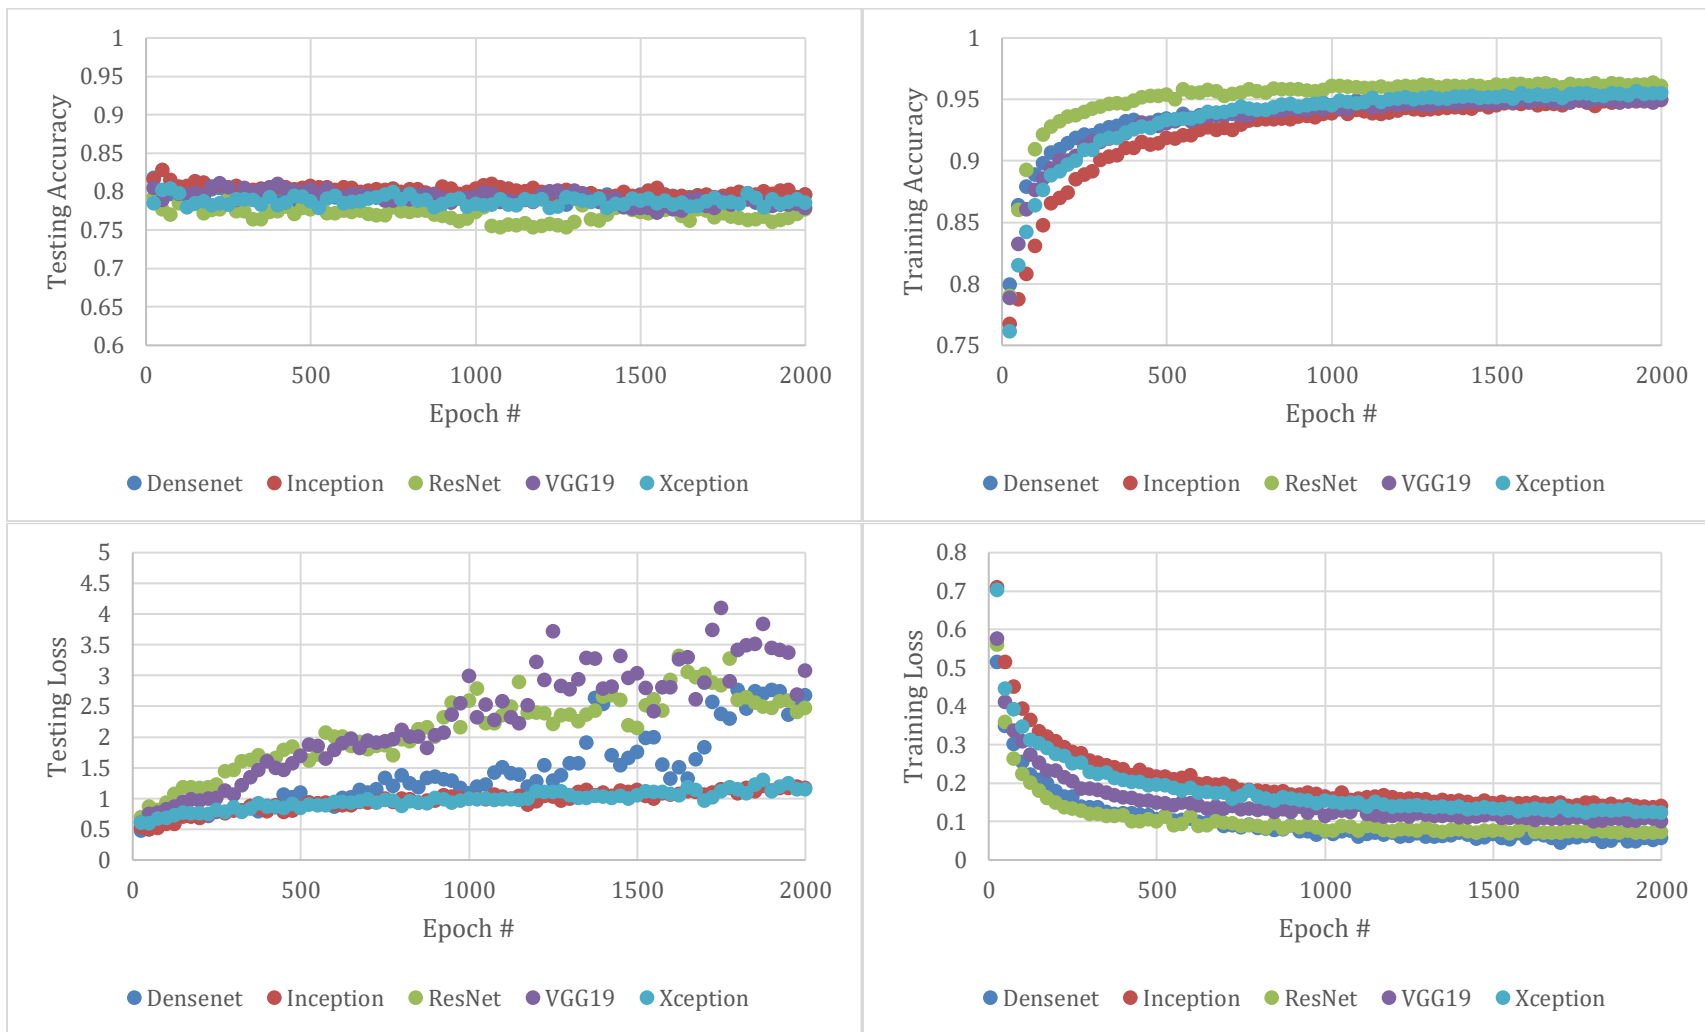 Testing Accuracy
1
0.95
0.9
0.85
0.8
0.75
0.7
0.65
0.6
0 500 1000 1500 2000
Epoch #
Densenet Inception ResNet VGG19 Xception
Training Accuracy
1
0.95
0.9
0.85
0.8
0.75
0 500 1000 1500 2000
Epoch #
Densenet Inception ResNet VGG19 Xception
Testing Loss
5
4.5
4
3.5
3
2.5
2
1.5
1
0.5
0
0 500 1000 1500 2000
Epoch #
Densenet Inception ResNet VGG19 Xception
Training Loss
0.8
0.7
0.6
0.5
0.4
0.3
0.2
0.1
0
0 500 1000 1500 2000
Epoch #
Densenet Inception ResNet VGG19 Xception